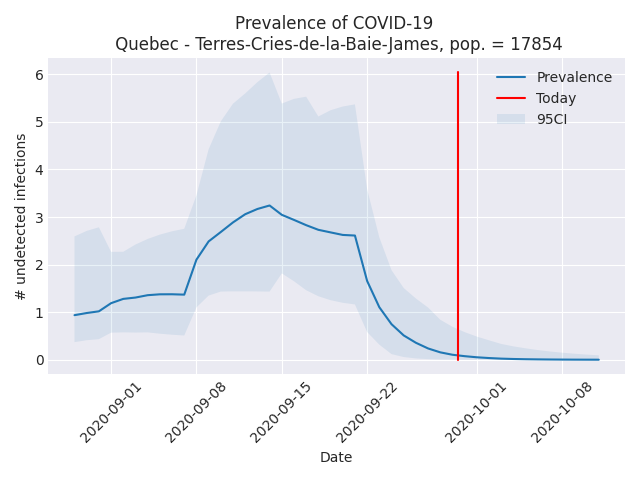 Prevalence of COVID-19
Quebec - Terres-Cries-de-la-Baie-James, pop. = 17854
Prevalence
Today
95CI
# undetected infections
6
5
4
3
2
1
0
2020-09-01
2020-09-08
2020-09-15
2020-09-22
2020-10-01
2020-10-08
Date